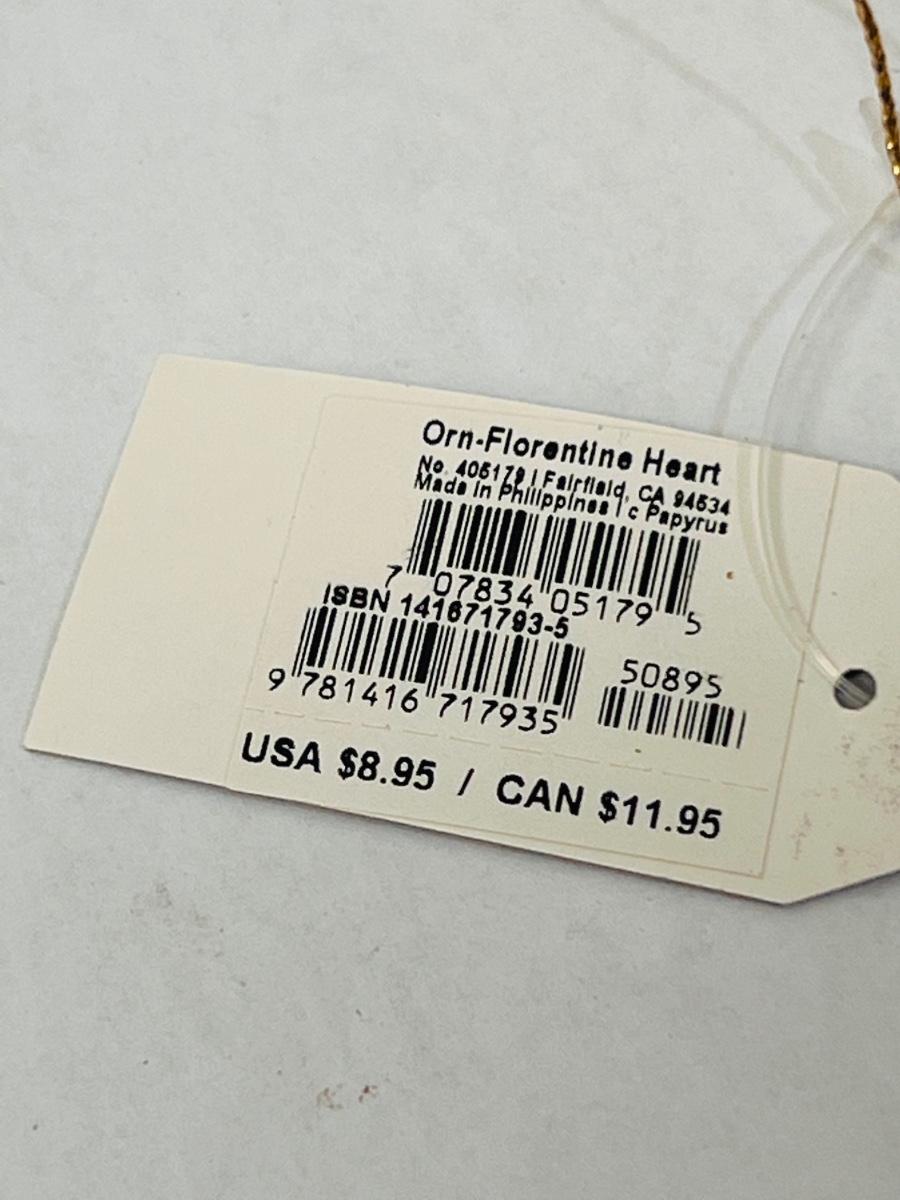 Orn-Florentine Heart
No. 405179 | Fairfield, CA 94534
Made in Philippines | c Papyrus
7 07834 05179 5
ISBN 141671793-5
9 781416 717935
50895
USA $8.95 / CAN $11.95